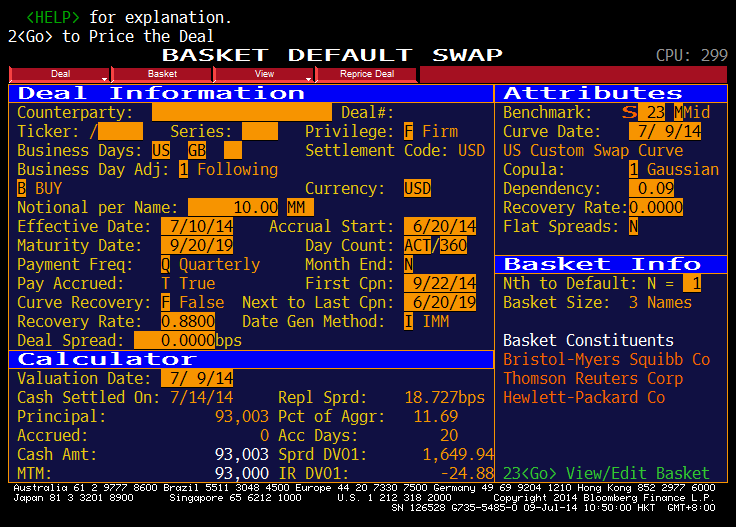 <HELP> for explanation.
2<Go> to Price the Deal
BASKET DEFAULT SWAP CPU: 299
Deal Basket View Reprice Deal
Deal Information
Counterparty: Deal#:
Ticker: / Series: Privilege: F Firm
Business Days: US GB Settlement Code: USD
Business Day Adj: 1 Following
B BUY Currency: USD
Notional per Name: 10.00 MM
Effective Date: 7/10/14 Accrual Start: 6/20/14
Maturity Date: 9/20/19 Day Count: ACT/360
Payment Freq: Q Quarterly Month End: N
Pay Accrued: T True First Cpn: 9/22/14
Curve Recovery: F False Next to Last Cpn: 6/20/19
Recovery Rate: 0.8800 Date Gen Method: I IMM
Deal Spread: 0.0000bps
Calculator
Valuation Date: 7/ 9/14
Cash Settled On: 7/14/14 Repl Sprd: 18.727bps
Principal: 93,003 Pct of Aggr: 11.69
Accrued: 0 Acc Days: 20
Cash Amt: 93,003 Sprd DV01: 1,649.94
MTM: 93,000 IR DV01: -24.88
Attributes
Benchmark: S 23 MMid
Curve Date: 7/ 9/14
US Custom Swap Curve
Copula: 1 Gaussian
Dependency: 0.09
Recovery Rate:0.0000
Flat Spreads: N
Basket Info
Nth to Default: N = 1
Basket Size: 3 Names
Basket Constituents
Bristol-Myers Squibb Co
Thomson Reuters Corp
Hewlett-Packard Co
23<Go> View/Edit Basket
Australia 61 2 9777 8600 Brazil 5511 3048 4500 Europe 44 20 7330 7500 Germany 49 69 9204 1210 Hong Kong 852 2977 6000
Japan 81 3 3201 8900 Singapore 65 6212 1000 U.S. 1 212 318 2000 Copyright 2014 Bloomberg Finance L.P.
SN 126528 G735-5485-0 09-Jul-14 10:50:00 HKT GMT+8:00